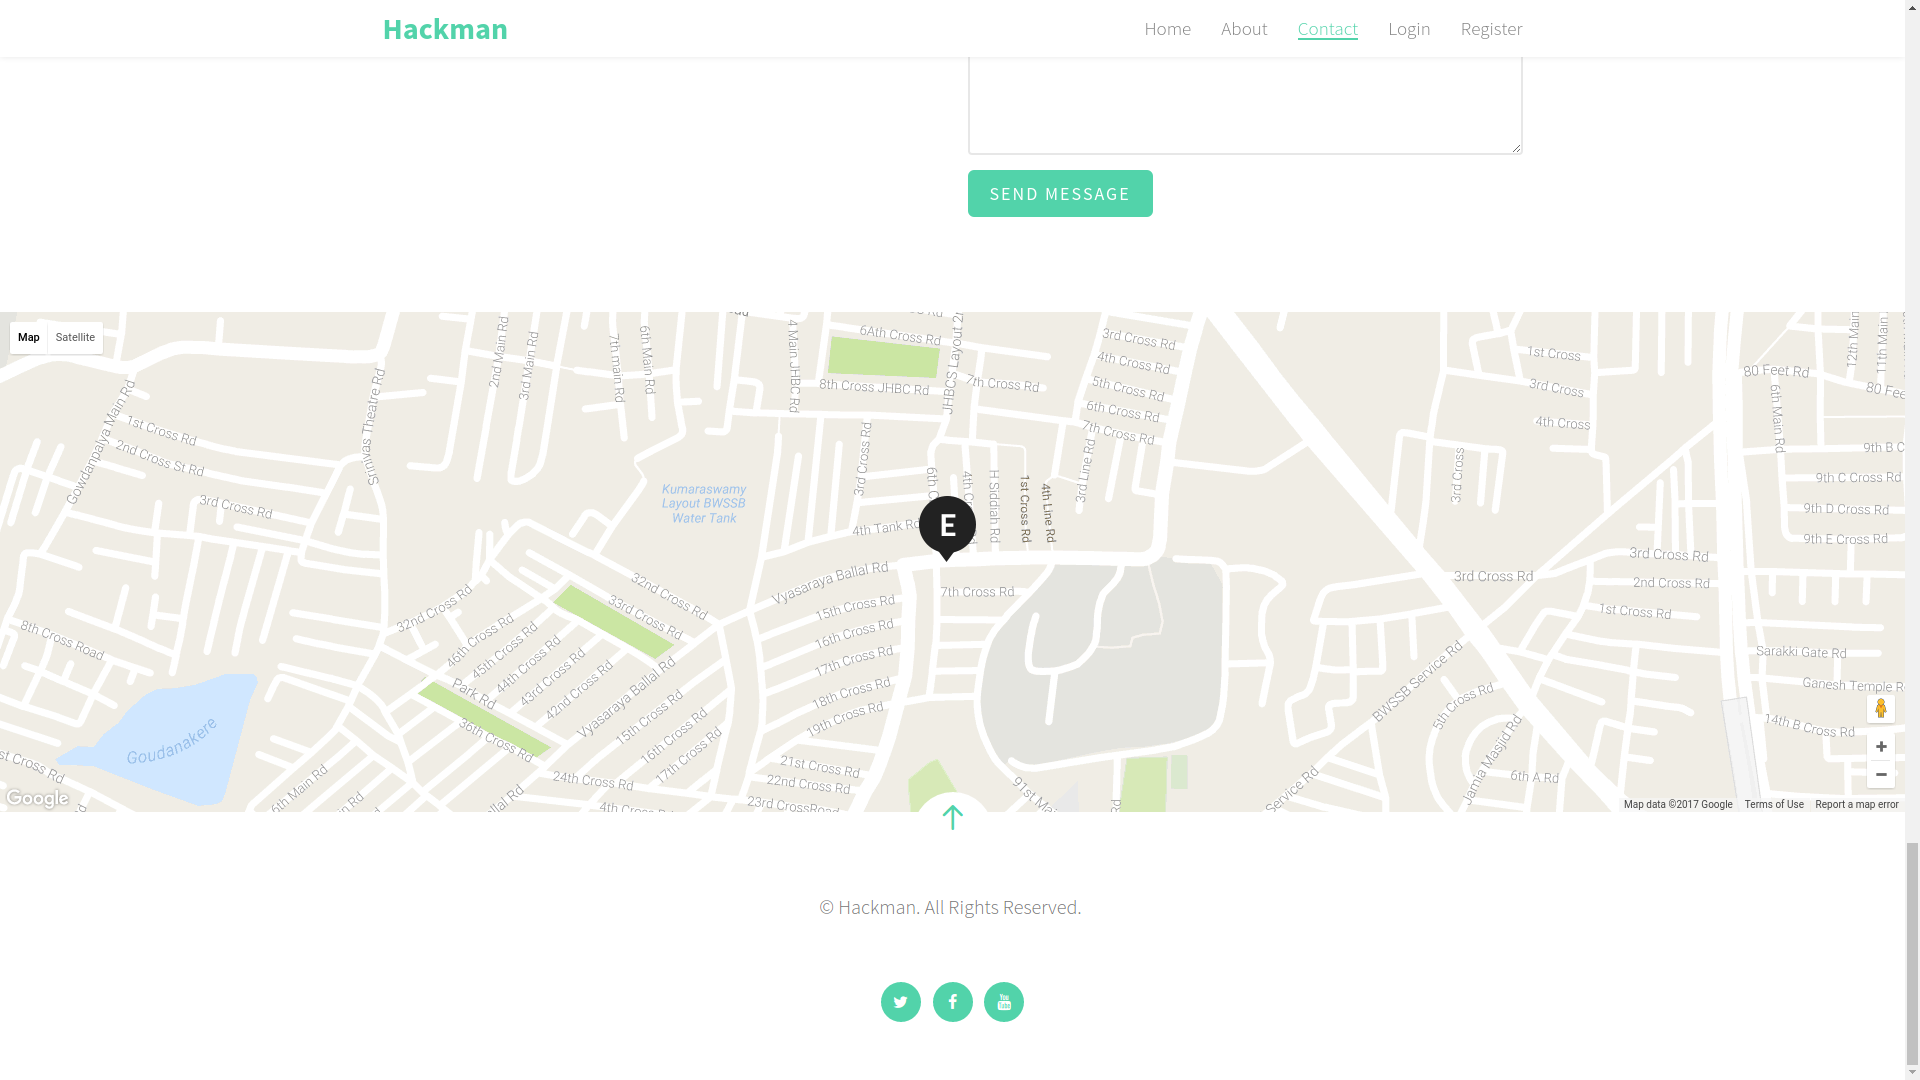 Hackman
Home
About
Contact
Login
Register
SEND MESSAGE
Map
Satellite
2nd Main Rd
3rd Main Rd
7th main Rd
6th Main Rd
4 Main JHBC Rd
6Ath Cross Rd
8th Cross JHBC Rd
JHBCS Layout
7th Cross Rd
3rd Cross Rd
4th Cross Rd
5th Cross Rd
6th Cross Rd
7th Cross Rd
1st Cross
3rd Cross
4th Cross
80 Feet Rd
80 Fee
12th Main
11th Main
6th Main Rd
Gowdanpalya Main Rd
1st Cross Rd
2nd Cross St Rd
3rd Cross Rd
Srinivas Theatre Rd
Kumaraswamy
Layout BWSSB
Water Tank
3rd Cross Rd
4th Tank Rd
H Siddiah Rd
1st Cross Rd
4th Line Rd
3rd Line Rd
E
3rd Cross
9th B C
9th C Cross Rd
9th D Cross Rd
9th E Cross Rd
3rd Cross Rd
3rd Cross Rd
2nd Cross Rd
1st Cross Rd
Vyasaraya Ballal Rd
7th Cross Rd
15th Cross Rd
16th Cross Rd
17th Cross Rd
18th Cross Rd
19th Cross Rd
32nd Cross Rd
32nd Cross Rd
33rd Cross Rd
8th Cross Road
46th Cross Rd
45th Cross Rd
44th Cross Rd
43rd Cross Rd
42nd Cross Rd
Park Rd
36th Cross Rd
Vyasaraya Ballal Rd
15th Cross Rd
16th Cross Rd
17th Cross Rd
Goudanakere
st Cross Rd
6th Main Rd
24th Cross Rd
21st Cross Rd
22nd Cross Rd
23rd CrossRoad
91st Ma
BWSSB Service Rd
5th Cross Rd
Jamia Masjid Rd
6th A Rd
Service Rd
Sarakki Gate Rd
Ganesh Temple R
14th B Cross Rd
Google
Map data ©2017 Google
Terms of Use
Report a map error
© Hackman. All Rights Reserved.
You
Tube